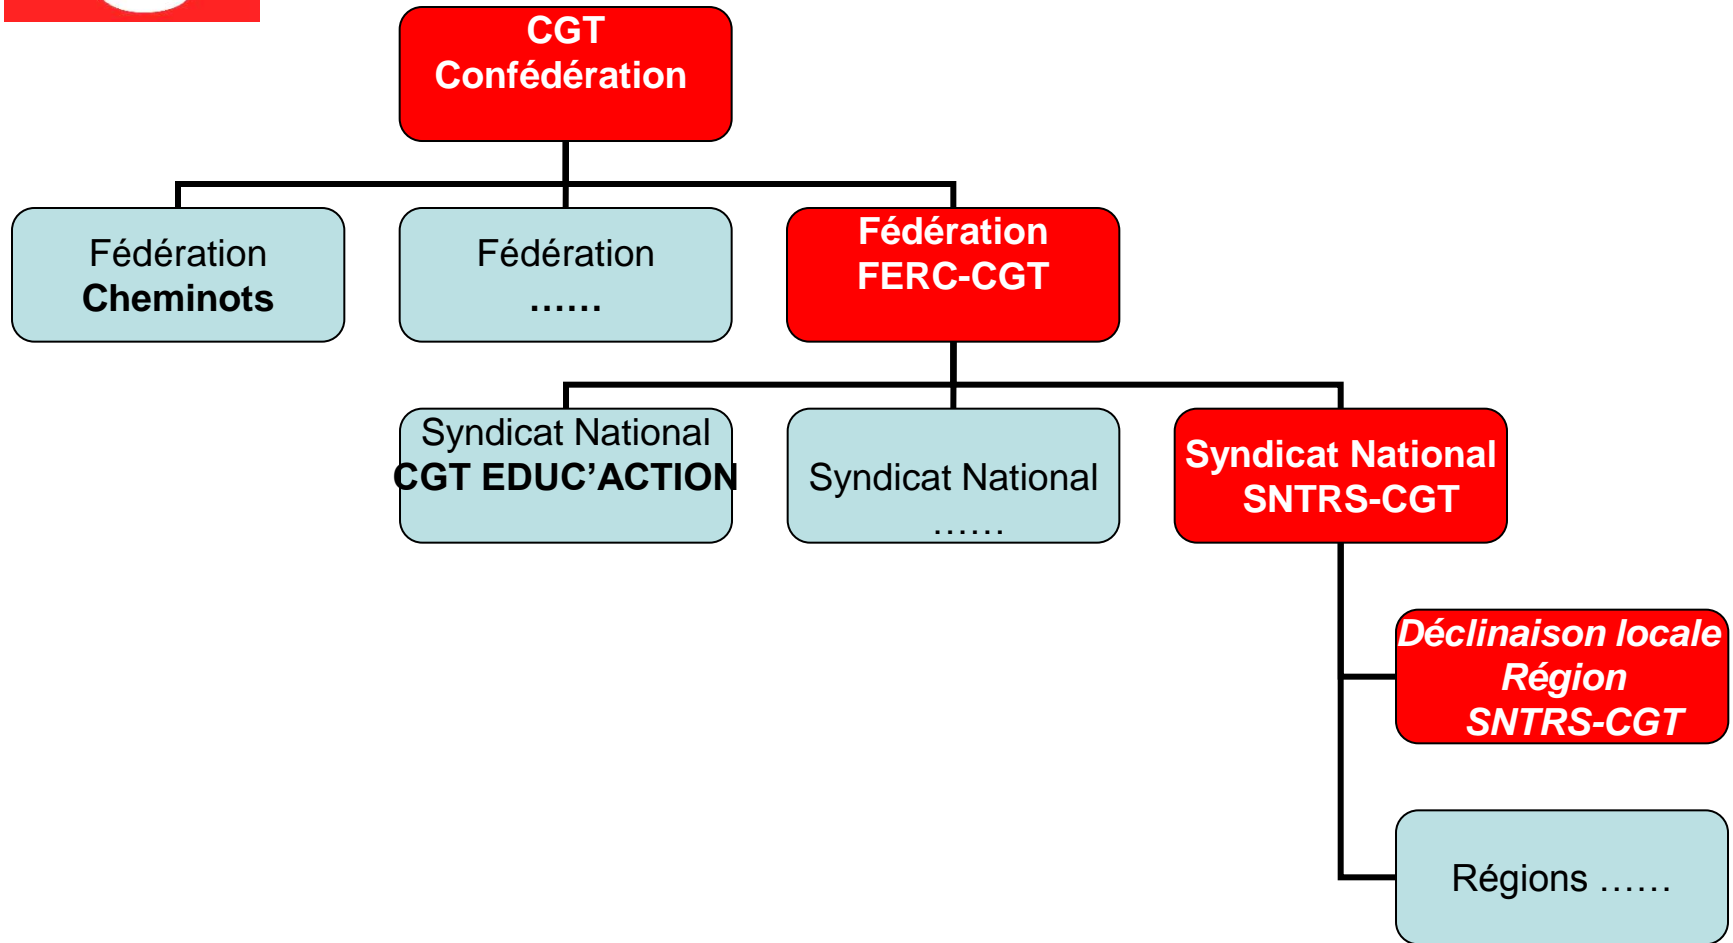 CGT
Confédération
Fédération
Cheminots
Fédération
……
Fédération
FERC-CGT
Syndicat National
CGT EDUC’ACTION
Syndicat National
……
Syndicat National
SNTRS-CGT
Déclinaison locale
Région
SNTRS-CGT
Régions ……